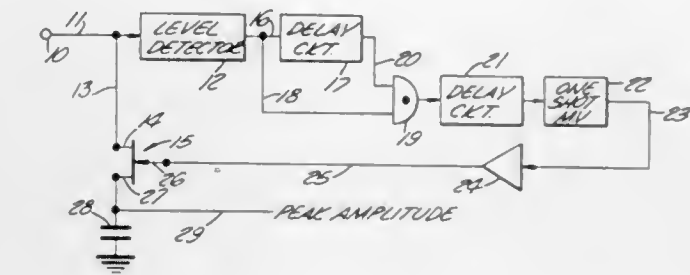 11
10
LEVEL
DETECTOR
12
16
DELAY
CKT.
17
20
21
DELAY
CKT.
22
ONE
SHOT
MV
23
13
18
19
14
15
26
27
25
24
28
29
PEAK AMPLITUDE